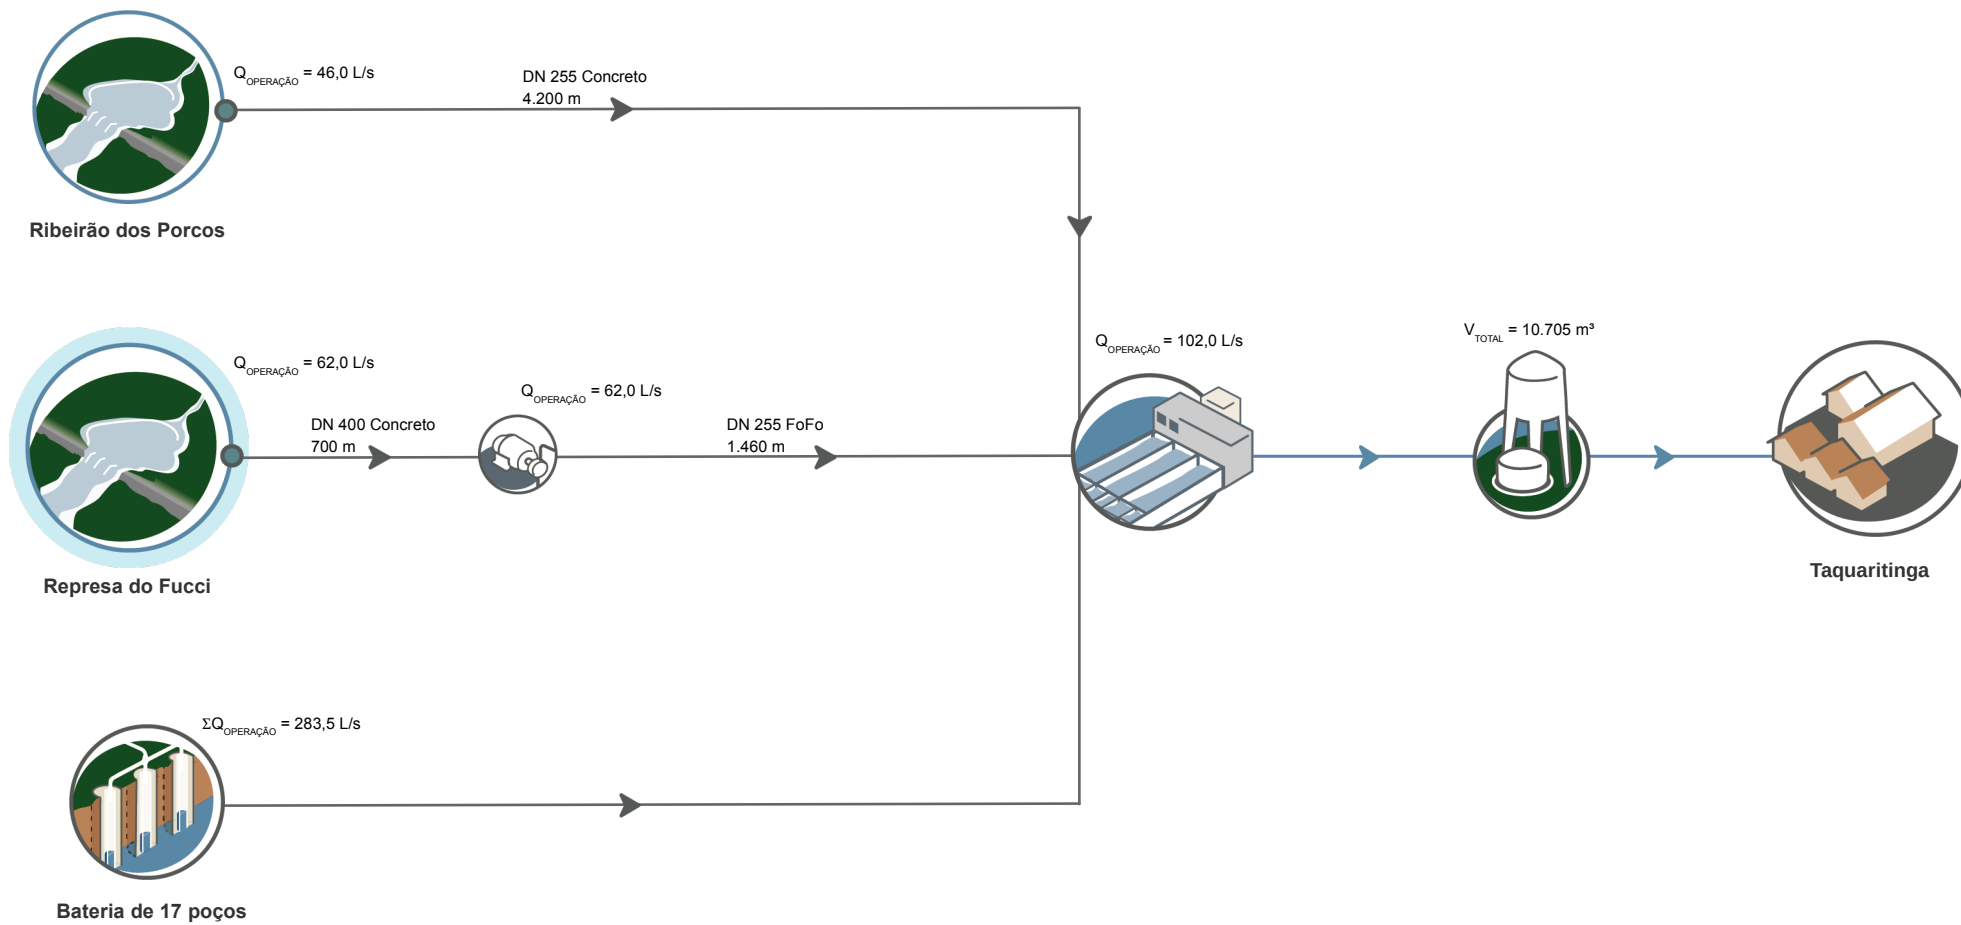 Q OPERAÇÃO = 46,0 L/s
DN 255 Concreto
4.200 m
Ribeirão dos Porcos
Q OPERAÇÃO = 62,0 L/s
DN 400 Concreto
700 m
Q OPERAÇÃO = 62,0 L/s
DN 255 FoFo
1.460 m
Q OPERAÇÃO = 102,0 L/s
V TOTAL = 10.705 m³
Represa do Fucci
Taquaritinga
ΣQ OPERAÇÃO = 283,5 L/s
Bateria de 17 poços